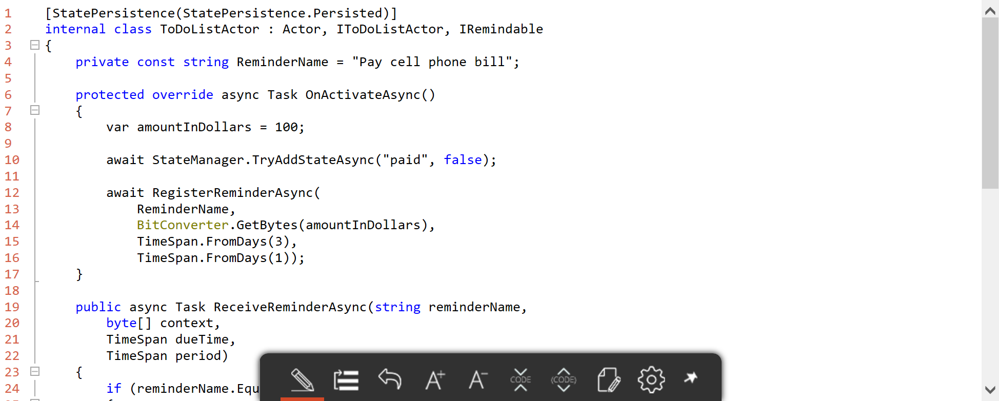 1 [StatePersistence(StatePersistence.Persisted)]
2 internal class ToDoListActor : Actor, IToDoListActor, IRemindable
3 {
4 private const string ReminderName = "Pay cell phone bill";
5
6 protected override async Task OnActivateAsync()
7 {
8 var amountInDollars = 100;
9
10 await StateManager.TryAddStateAsync("paid", false);
11
12 await RegisterReminderAsync(
13 ReminderName,
14 BitConverter.GetBytes(amountInDollars),
15 TimeSpan.FromDays(3),
16 TimeSpan.FromDays(1));
17 }
18
19 public async Task ReceiveReminderAsync(string reminderName,
20 byte[] context,
21 TimeSpan dueTime,
22 TimeSpan period)
23 {
24 if (reminderName.Equ
A+ A- CODE (CODE)